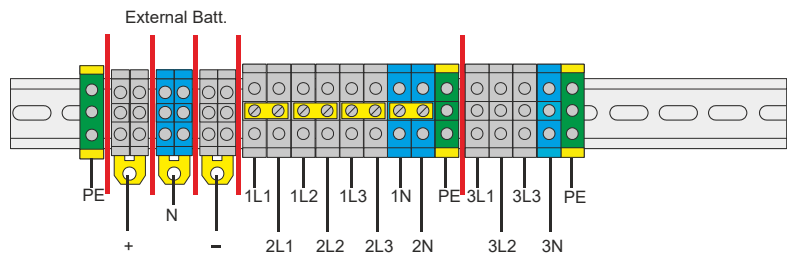 External Batt.
PE 1L1 1L2 1L3 1N PE 3L1 3L3 PE
N
+ − 2L1 2L2 2L3 2N 3L2 3N